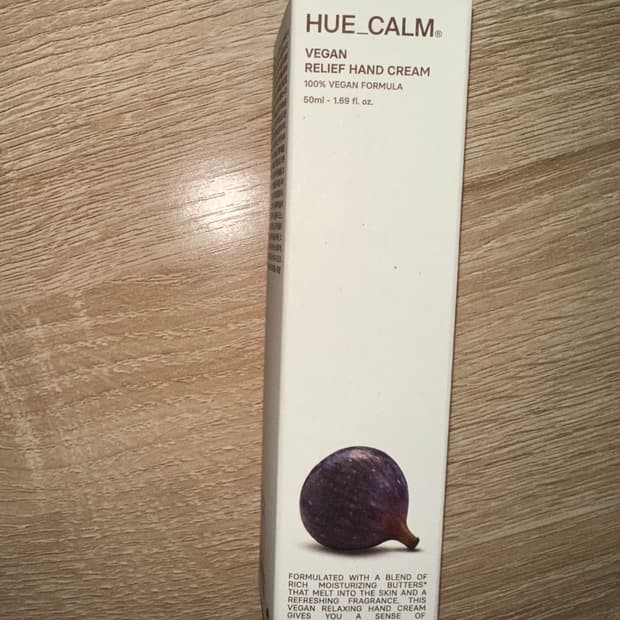 HUE_CALM®
VEGAN
RELIEF HAND CREAM
100% VEGAN FORMULA
50ml - 1.69 fl. oz.
FORMULATED WITH A BLEND OF
RICH MOISTURIZING BUTTERS*
THAT MELT INTO THE SKIN AND A
REFRESHING FRAGRANCE, THIS
VEGAN RELAXING HAND CREAM
GIVES YOU A SENSE OF